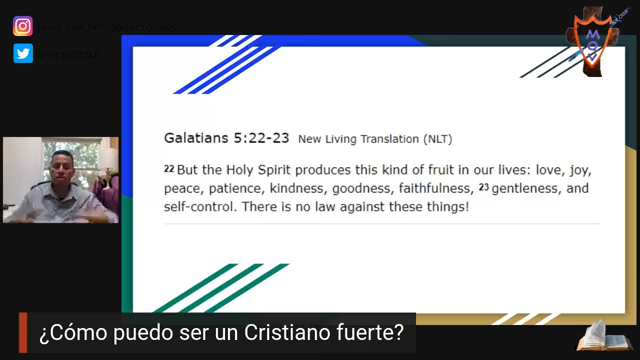 Galatians 5:22-23 New Living Translation (NLT)
22 But the Holy Spirit produces this kind of fruit in our lives: love, joy,
peace, patience, kindness, goodness, faithfulness, 23 gentleness, and
self-control. There is no law against these things!
¿Cómo puedo ser un Cristiano fuerte?